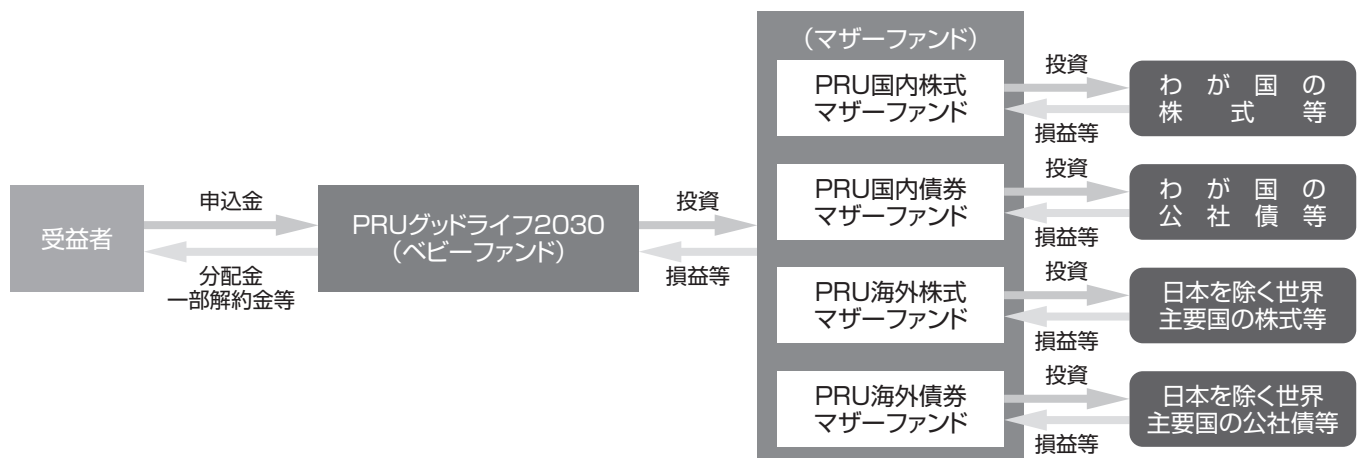 受益者
申込金
分配金
一部解約金等
PRUグッドライフ2030
（ベビーファンド）
投資
損益等
（マザーファンド）
PRU国内株式
マザーファンド
投資
損益等
わが国の
株式等
PRU国内債券
マザーファンド
投資
損益等
わが国の
公社債等
PRU海外株式
マザーファンド
投資
損益等
日本を除く世界
主要国の株式等
PRU海外債券
マザーファンド
投資
損益等
日本を除く世界
主要国の公社債等